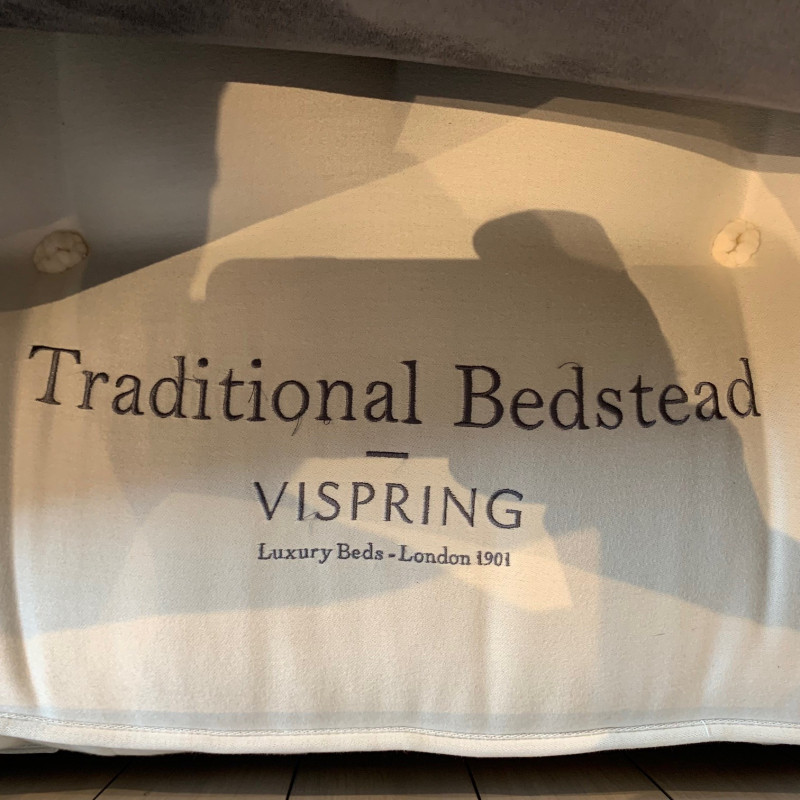 Traditional Bedstead
VISPRING
Luxury Beds - London 1901